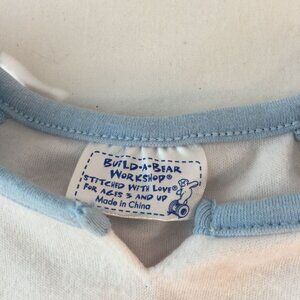 BUILD-A-BEAR
WORKSHOP®
STITCHED WITH LOVE®
FOR AGES 3 AND UP
Made in China